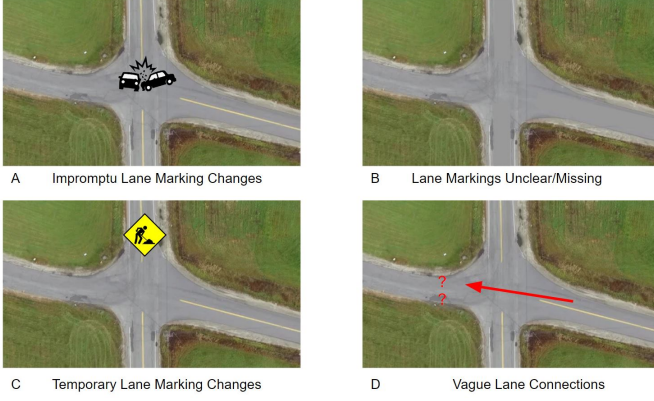 A Impromptu Lane Marking Changes
B Lane Markings Unclear/Missing
?
?
C Temporary Lane Marking Changes
D Vague Lane Connections